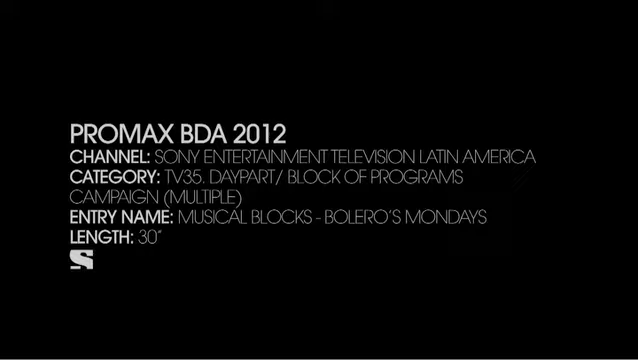 PROMAX BDA 2012
CHANNEL: SONY ENTERTAINMENT TELEVISION LATIN AMERICA
CATEGORY: TV35. DAYPART/ BLOCK OF PROGRAMS
CAMPAIGN (MULTIPLE)
ENTRY NAME: MUSICAL BLOCKS - BOLERO'S MONDAYS
LENGTH: 30"
S